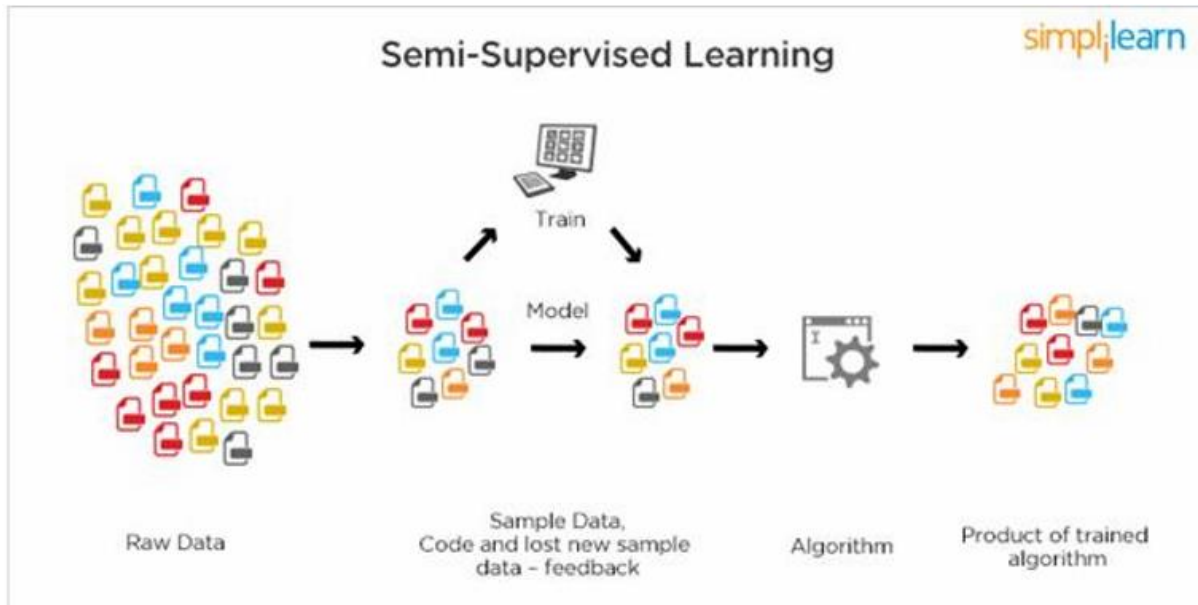 simplilearn
Semi-Supervised Learning
Train
Model
Raw Data
Sample Data,
Code and lost new sample
data – feedback
Algorithm
Product of trained
algorithm